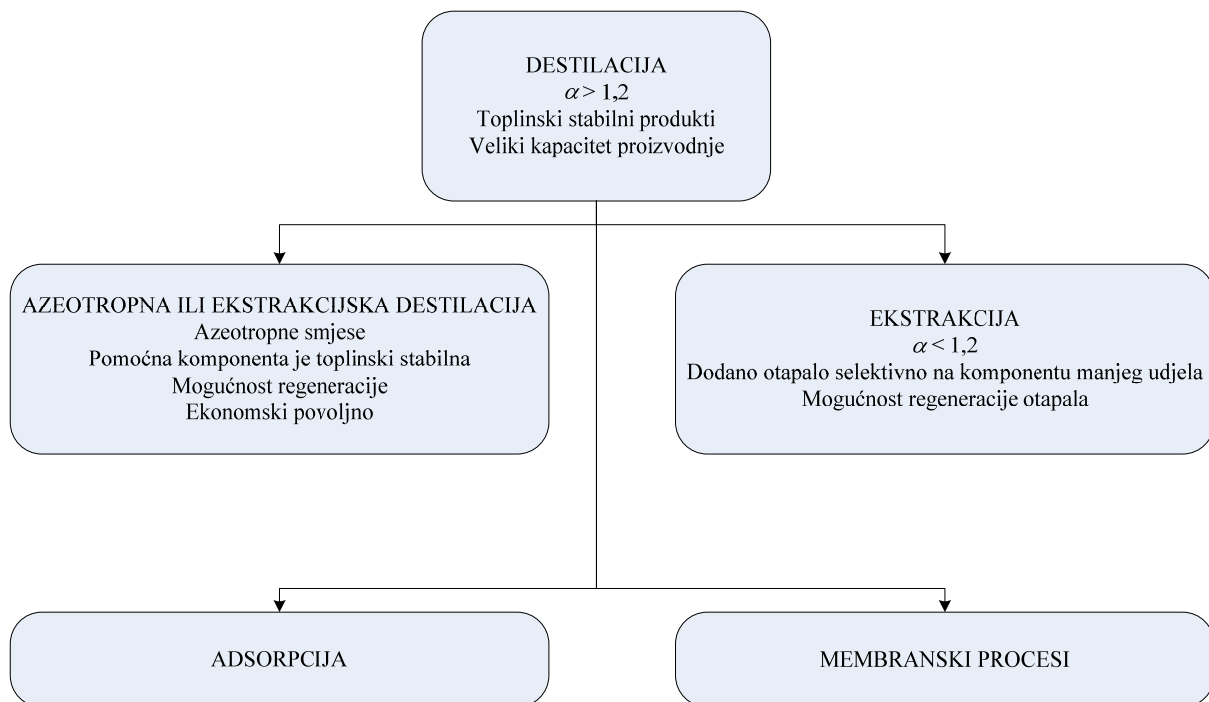 DESTILACIJA
α > 1,2
Toplinski stabilni produkti
Veliki kapacitet proizvodnje
AZEOTROPNA ILI EKSTRAKCIJSKA DESTILACIJA
Azeotropne smjese
Pomoćna komponenta je toplinski stabilna
Mogućnost regeneracije
Ekonomski povoljno
EKSTRAKCIJA
α < 1,2
Dodano otapalo selektivno na komponentu manjeg udjela
Mogućnost regeneracije otapala
ADSORPCIJA
MEMBRANSKI PROCESI